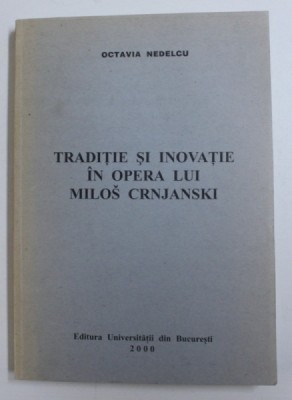 OCTAVIA NEDELCU
TRADIȚIE ȘI INOVAȚIE
ÎN OPERA LUI
MILOŠ CRNJANSKI
Editura Universității din București
2000